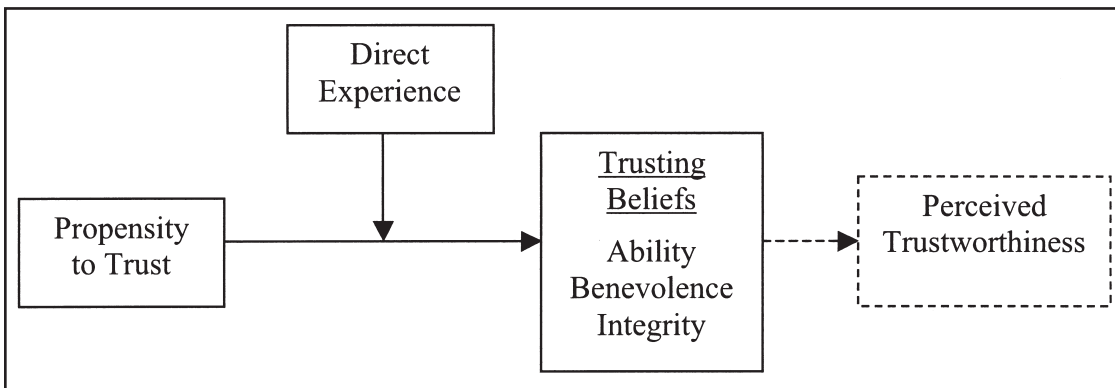 Direct
Experience
Propensity
to Trust
Trusting
Beliefs
Ability
Benevolence
Integrity
Perceived
Trustworthiness